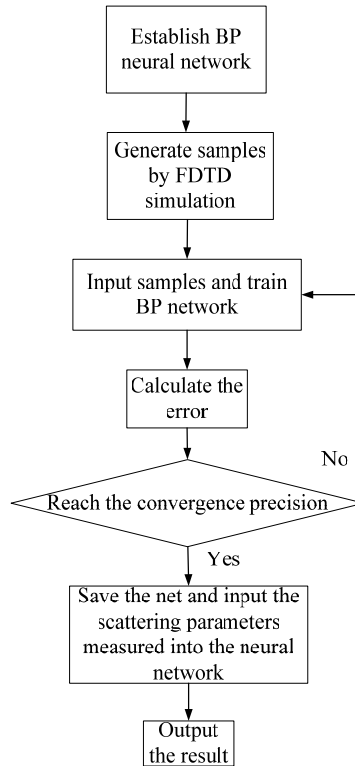 Establish BP
neural network
Generate samples
by FDTD
simulation
Input samples and train
BP network
Calculate the
error
No
Reach the convergence precision
Yes
Save the net and input the
scattering parameters
measured into the neural
network
Output
the result